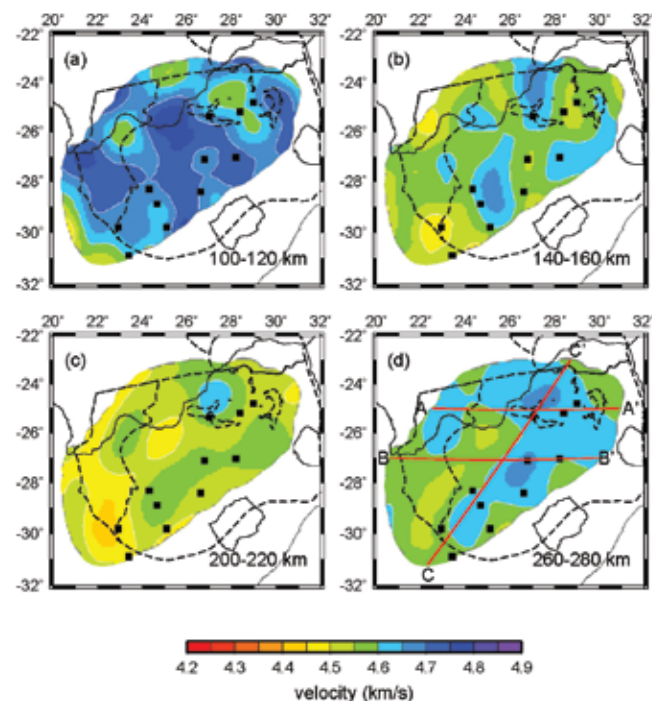 20° 22° 24° 26° 28° 30° 32° 20° 22° 24° 26° 28° 30° 32°
-22° -22°
(a) (b)
-24° -24°
-26° -26°
-28° -28°
-30° -30°
100-120 km 140-160 km
-32° -32°
20° 22° 24° 26° 28° 30° 32° 20° 22° 24° 26° 28° 30° 32°
-22° -22°
(c) (d) C'
-24° -24°
A A'
-26° -26°
B B'
-28° -28°
-30° -30°
200-220 km 260-280 km
C
-32° -32°
4.2 4.3 4.4 4.5 4.6 4.7 4.8 4.9
velocity (km/s)